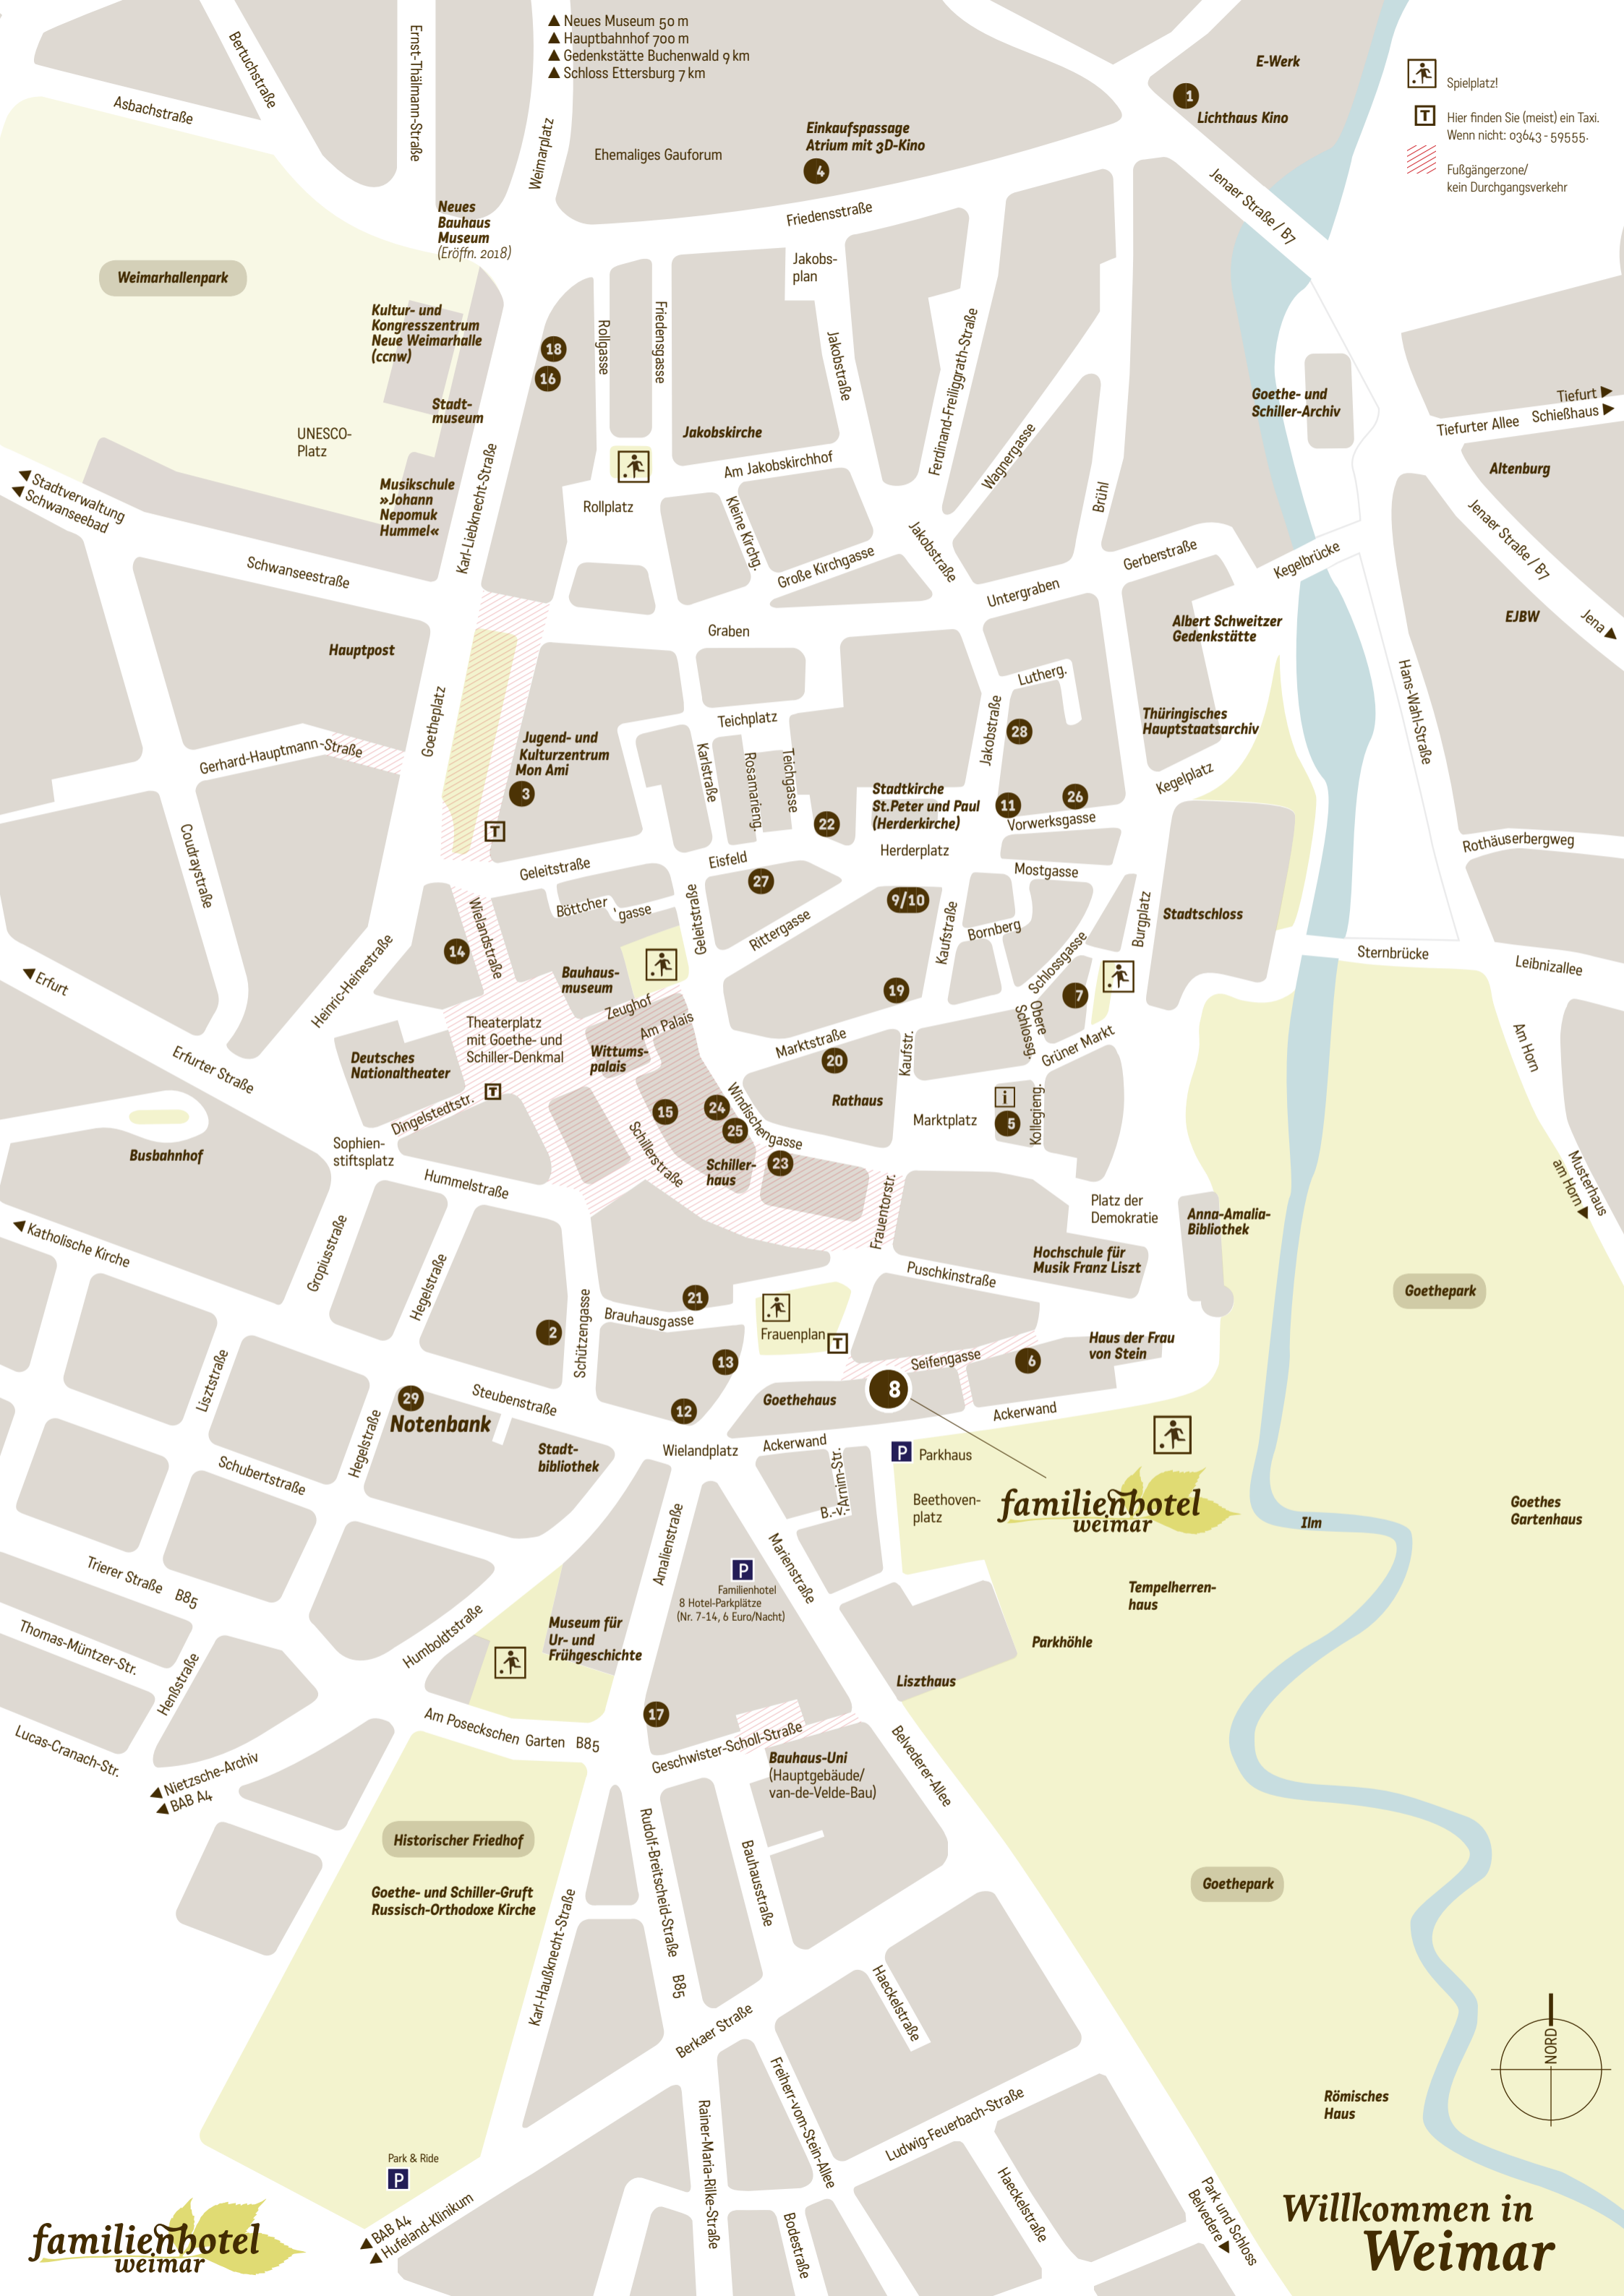 ▲ Neues Museum 50 m
▲ Hauptbahnhof 700 m
▲ Gedenkstätte Buchenwald 9 km
▲ Schloss Ettersburg 7 km
Spielplatz!
T
Hier finden Sie (meist) ein Taxi.
Wenn nicht: 03643 - 59555.
Fußgängerzone/
kein Durchgangsverkehr
E-Werk
1
Lichthaus Kino
Bertuchstraße
Ernst-Thälmann-Straße
Asbachstraße
Weimarplatz
Ehemaliges Gauforum
Einkaufspassage
Atrium mit 3D-Kino
4
Jenaer Straße / B7
Friedensstraße
Neues
Bauhaus
Museum
(Eröffn. 2018)
Weimarhallenpark
Jakobs-
plan
Kultur- und
Kongresszentrum
Neue Weimarhalle
(ccnw)
18
16
Rollgasse
Friedensgasse
Jakobstraße
Ferdinand-Freiliggrath-Straße
Wagnergasse
Brühl
Goethe- und
Schiller-Archiv
Tiefurt ▶
Schießhaus ▶
Tiefurter Allee
Altenburg
Stadt-
museum
UNESCO-
Platz
Jakobskirche
Am Jakobskirchhof
Musikschule
»Johann
Nepomuk
Hummel«
Karl-Liebknecht-Straße
Rollplatz
Kleine Kirchg.
Große Kirchgasse
Jakobstraße
◀ Stadtverwaltung
◀ Schwanseebad
Schwanseestraße
Untergraben
Gerberstraße
Kegelbrücke
Jenaer Straße / B7
EJBW
Jena ▶
Graben
Hauptpost
Albert Schweitzer
Gedenkstätte
Lutherg.
Hans-Wahl-Straße
Goetheplatz
Gerhard-Hauptmann-Straße
Jugend- und
Kulturzentrum
Mon Ami
3
T
Teichplatz
Karlstraße
Rosamarieng.
Teichgasse
Jakobstraße
28
Thüringisches
Hauptstaatsarchiv
Kegelplatz
Stadtkirche
St.Peter und Paul
(Herderkirche)
11
26
22
Vorwerksgasse
Herderplatz
Mostgasse
Rothäuserbergweg
Coudraystraße
Geleitstraße
Eisfeld
27
Böttcher
gasse
Geleitstraße
Rittergasse
9/10
Kaufstraße
Bornberg
Burgplatz
Stadtschloss
Wielandstraße
14
Heinric-Heinestraße
Bauhaus-
museum
Zeughof
Am Palais
Schlossgasse
7
19
Obere
Schlossg.
Grüner Markt
Sternbrücke
Leibnizallee
◀ Erfurt
Erfurter Straße
Theaterplatz
mit Goethe- und
Schiller-Denkmal
Deutsches
Nationaltheater
Wittums-
palais
T
Dingelstedtstr.
Marktstraße
20
Kaufstr.
Rathaus
Marktplatz
i
5
Kollegieng.
Am Horn
15
24
25
Windischengasse
Schillerstraße
Schiller-
haus
23
Busbahnhof
Sophien-
stiftsplatz
Hummelstraße
Frauentorstr.
Platz der
Demokratie
Anna-Amalia-
Bibliothek
Musterhaus
am Horn ▶
◀ Katholische Kirche
Gropiusstraße
Hegelstraße
Hochschule für
Musik Franz Liszt
Puschkinstraße
Goethepark
21
Brauhausgasse
Schützengasse
2
Frauenplan
T
13
Seifengasse
6
Haus der Frau
von Stein
Lisztstraße
29
Notenbank
Steubenstraße
12
Goethehaus
8
Ackerwand
Hegelstraße
Schubertstraße
Stadt-
bibliothek
Wielandplatz
Ackerwand
B.-v.-Arnim-Str.
P
Parkhaus
Beethoven-
platz
familienhotel
weimar
Ilm
Goethes
Gartenhaus
Amalienstraße
Marienstraße
P
Familienhotel
8 Hotel-Parkplätze
(Nr. 7-14, 6 Euro/Nacht)
Tempelherren-
haus
Parkhöhle
Liszthaus
Trierer Straße B85
Thomas-Müntzer-Str.
Henßstraße
Lucas-Cranach-Str.
Humboldtstraße
Museum für
Ur- und
Frühgeschichte
17
Am Poseckschen Garten B85
Geschwister-Scholl-Straße
Bauhaus-Uni
(Hauptgebäude/
van-de-Velde-Bau)
Belvederer-Allee
◀ Nietzsche-Archiv
◀ BAB A4
Historischer Friedhof
Goethe- und Schiller-Gruft
Russisch-Orthodoxe Kirche
Karl-Haußknecht-Straße
Rudolf-Breitscheid-Straße B85
Bauhausstraße
Goethepark
Haeckelstraße
Berkaer Straße
Freiherr-vom-Stein-Allee
Rainer-Maria-Rilke-Straße
Ludwig-Feuerbach-Straße
Haeckelstraße
Bodestraße
NORD
Römisches
Haus
Park und Schloss
Belvedere ▶
Park & Ride
P
◀ BAB A4
◀ Hufeland-Klinikum
familienhotel
weimar
Willkommen in
Weimar